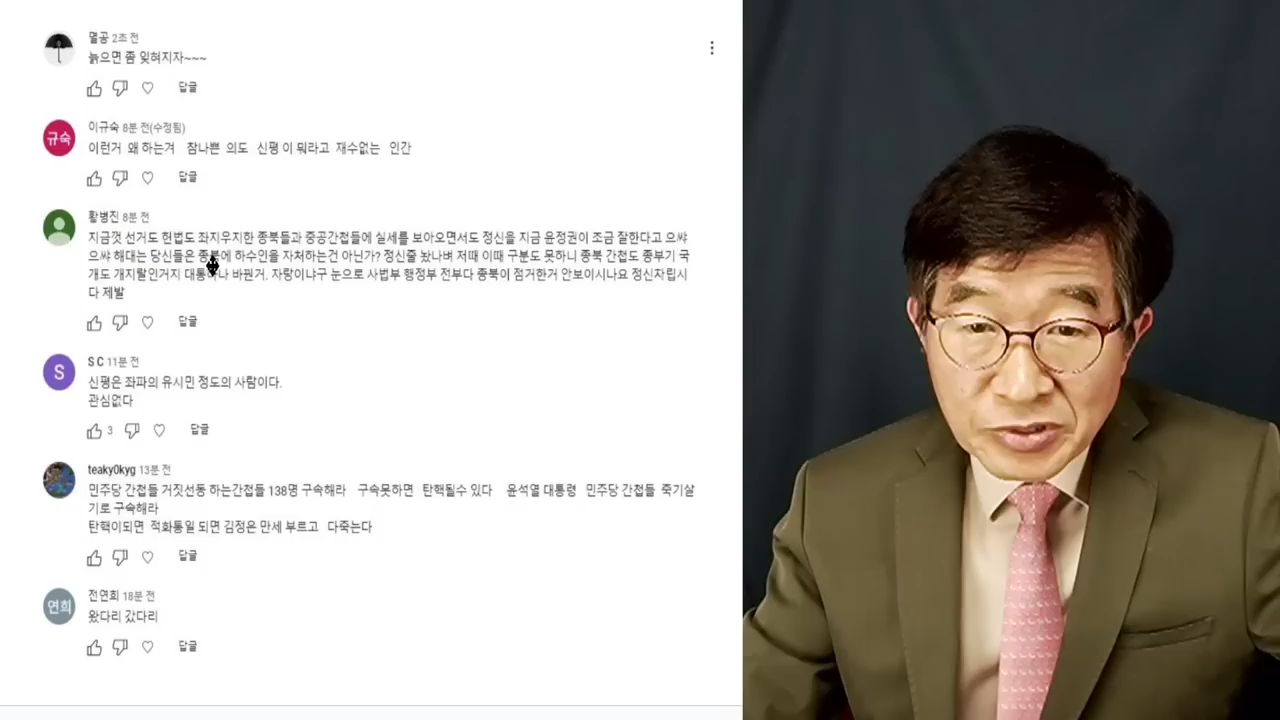 멸공 2초 전
늙으면 좀 잊혀지자~~~
답글
규숙
이규숙 8분 전(수정됨)
이런거 왜 하는겨 참나쁜 의도 신평 이 뭐라고 재수없는 인간
답글
황병진 8분 전
지금껏 선거도 헌법도 좌지우지한 종북들과 중공간첩들에 실세를 보아오면서도 정신을 지금 윤정권이 조금 잘한다고 으쌰
으쌰 해대는 당신들은 종북에 하수인을 자처하는건 아닌가? 정신줄 놨나벼 저때 이때 구분도 못하니 종북 간첩도 종부기 국
개도 개지랄인거지 바뀐거. 자랑이냐구 눈으로 사법부 행정부 전부다 종북이 점거한거 안보이시나요 정신자립시
다 제발
답글
S
S C 11분 전
신평은 좌파의 유시민 정도의 사람이다.
관심없다
3
답글
teaky0kyg 13분 전
민주당 간첩들 거짓선동 하는간첩들 138명 구속해라 구속못하면 탄핵될수 있다 윤석열 대통령 민주당 간첩들 죽기살
기로 구속해라
탄핵이되면 적화통일 되면 김정은 만세 부르고 다죽는다
답글
연희
전연희 18분 전
왔다리 갔다리
답글